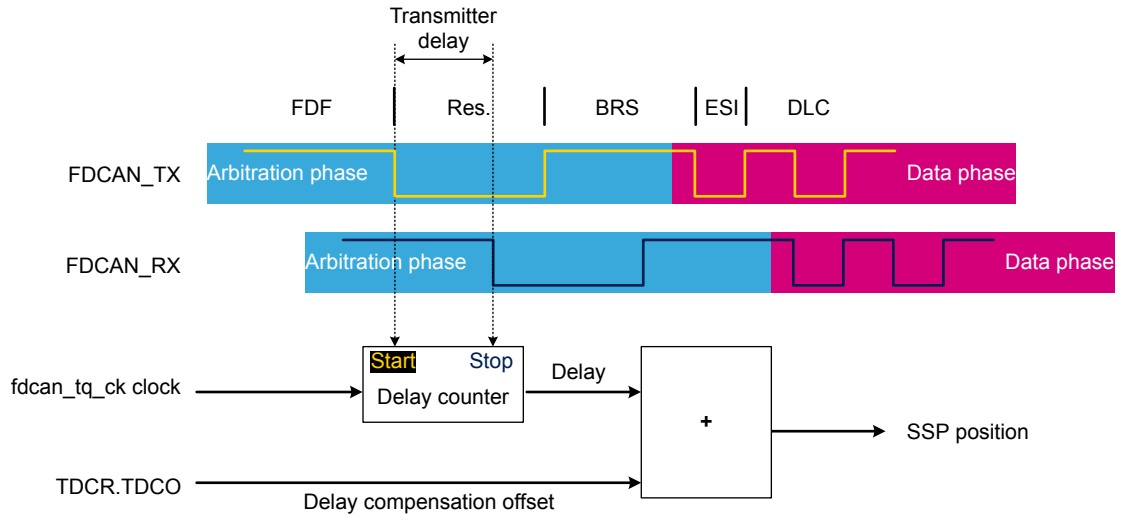 Transmitter
delay
FDF
Res.
BRS
ESI
DLC
FDCAN_TX
Arbitration phase
Data phase
FDCAN_RX
Arbitration phase
Data phase
Start
Stop
fdcan_tq_ck clock
Delay counter
Delay
+
SSP position
TDCR.TDCO
Delay compensation offset